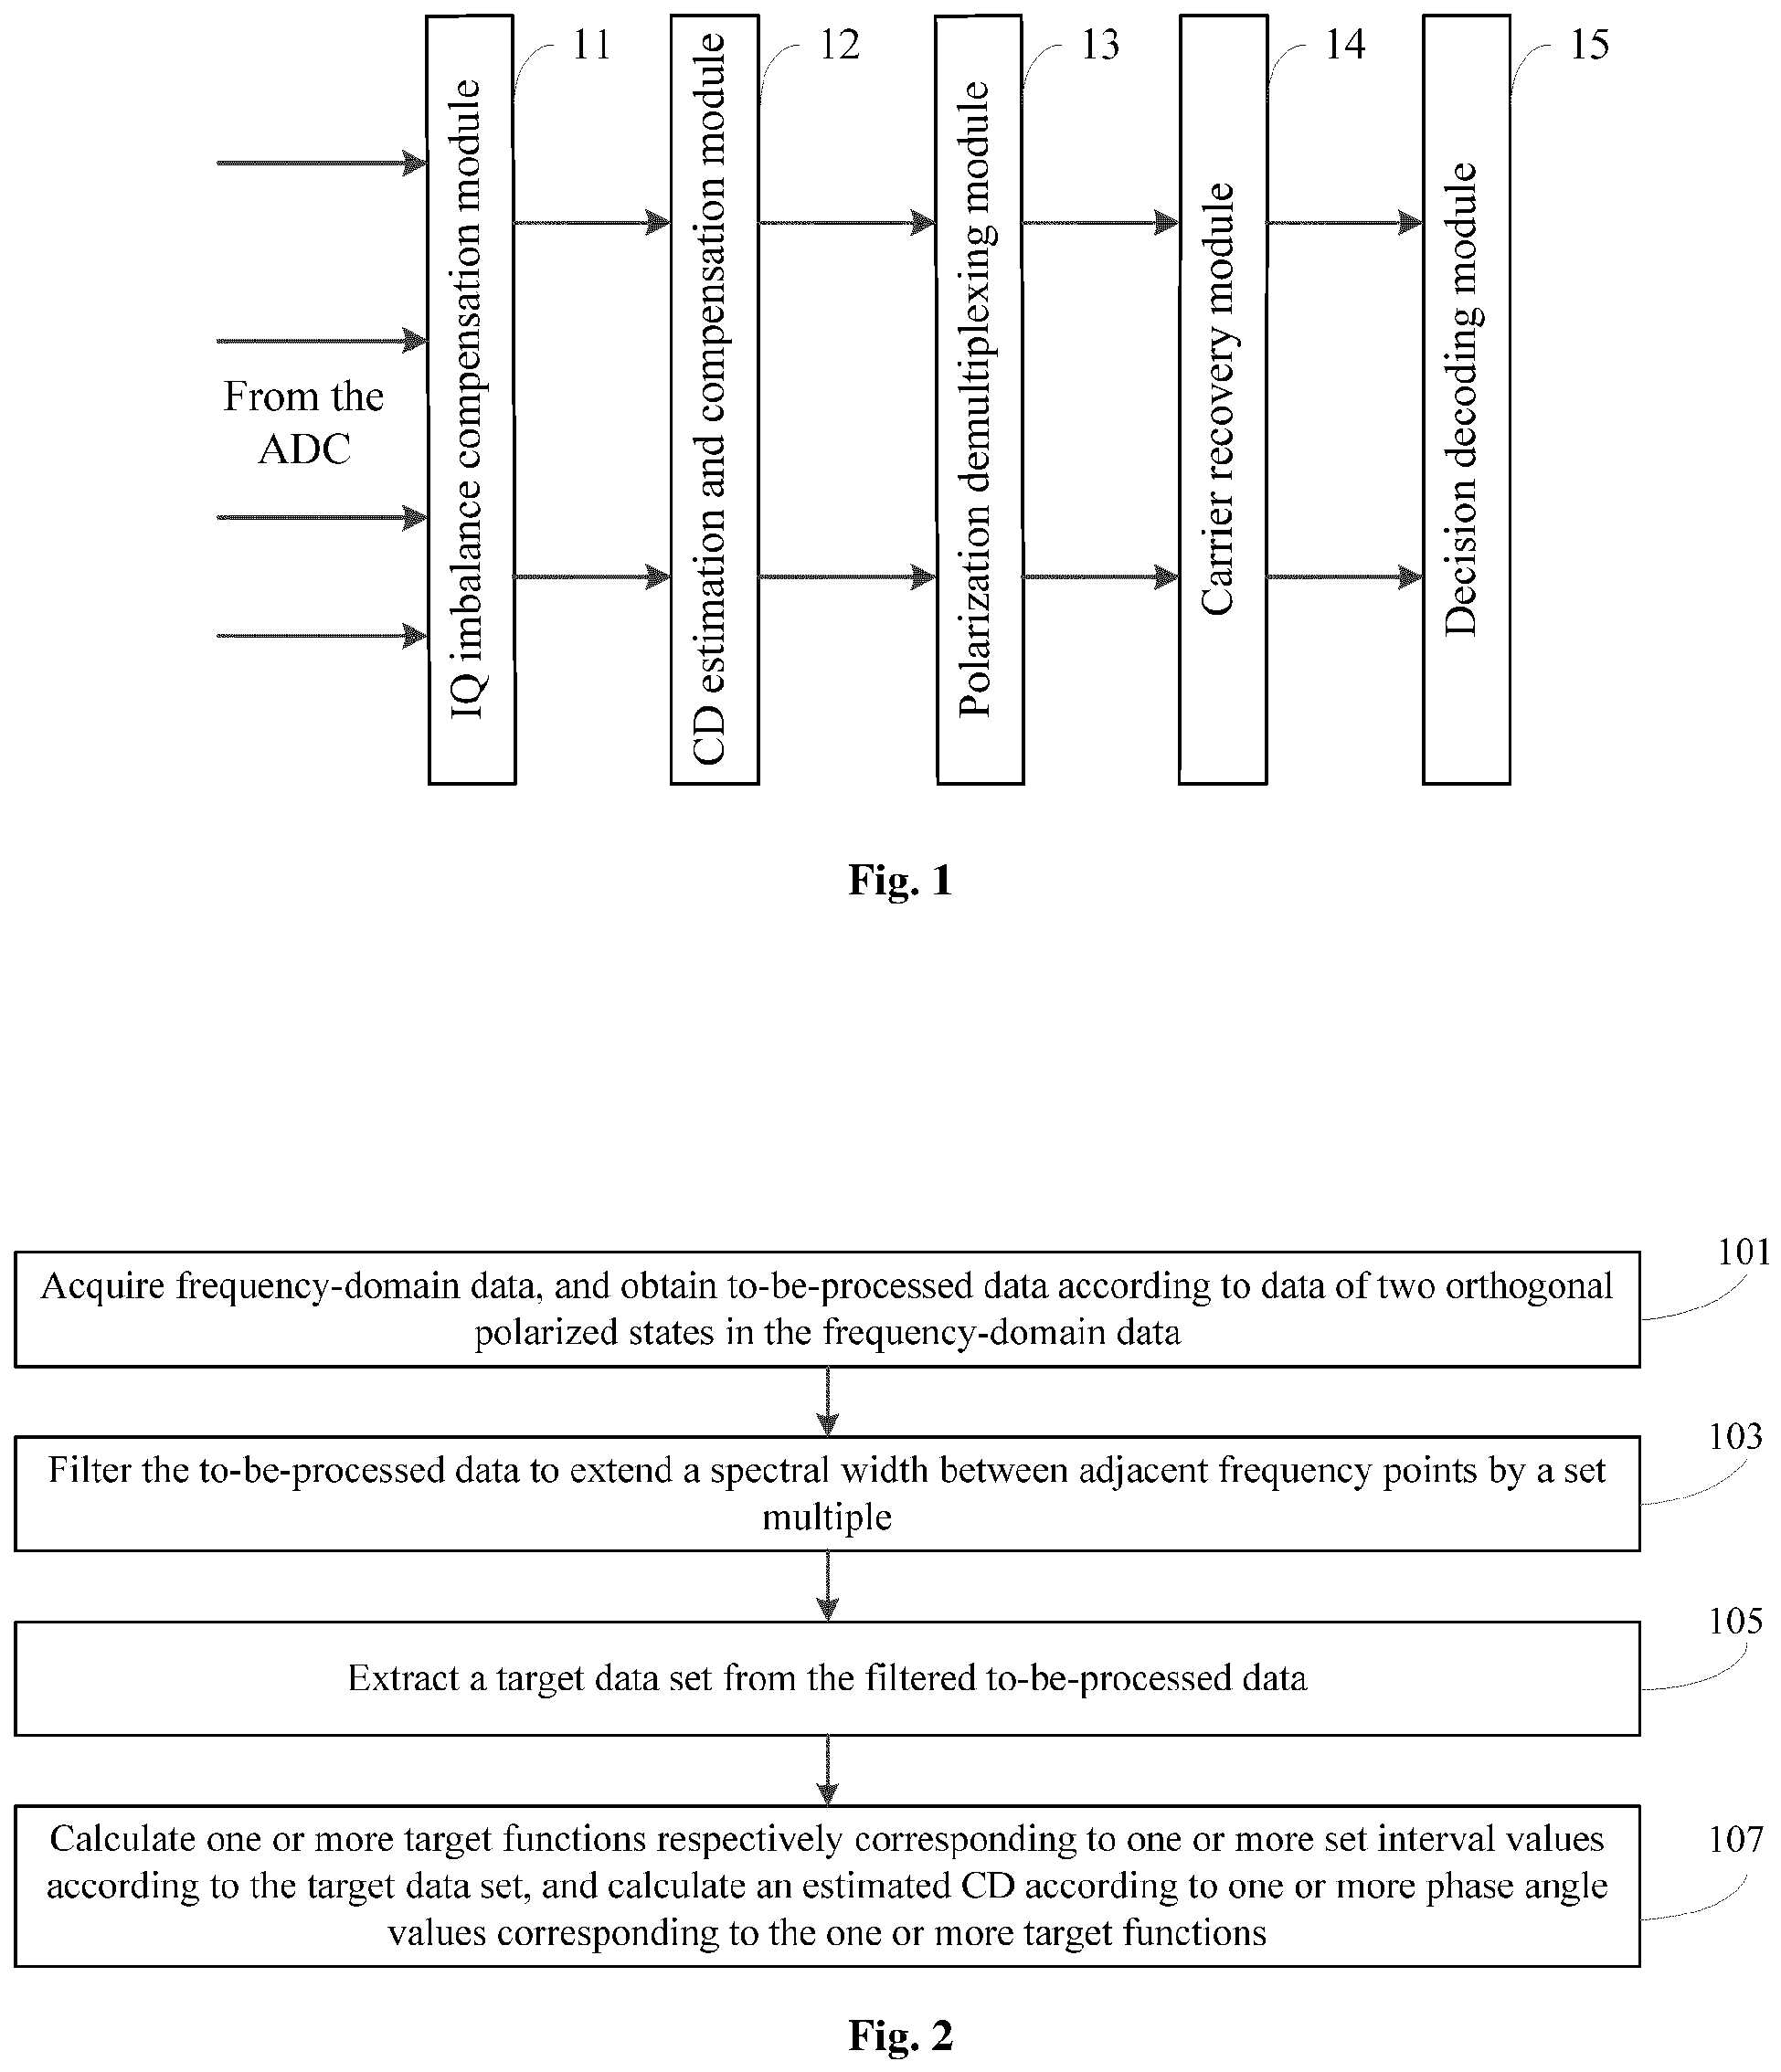 11
12
13
14
15
From the
ADC
IQ imbalance compensation module
CD estimation and compensation module
Polarization demultiplexing module
Carrier recovery module
Decision decoding module
Fig. 1
101
Acquire frequency-domain data, and obtain to-be-processed data according to data of two orthogonal
polarized states in the frequency-domain data
103
Filter the to-be-processed data to extend a spectral width between adjacent frequency points by a set
multiple
105
Extract a target data set from the filtered to-be-processed data
107
Calculate one or more target functions respectively corresponding to one or more set interval values
according to the target data set, and calculate an estimated CD according to one or more phase angle
values corresponding to the one or more target functions
Fig. 2